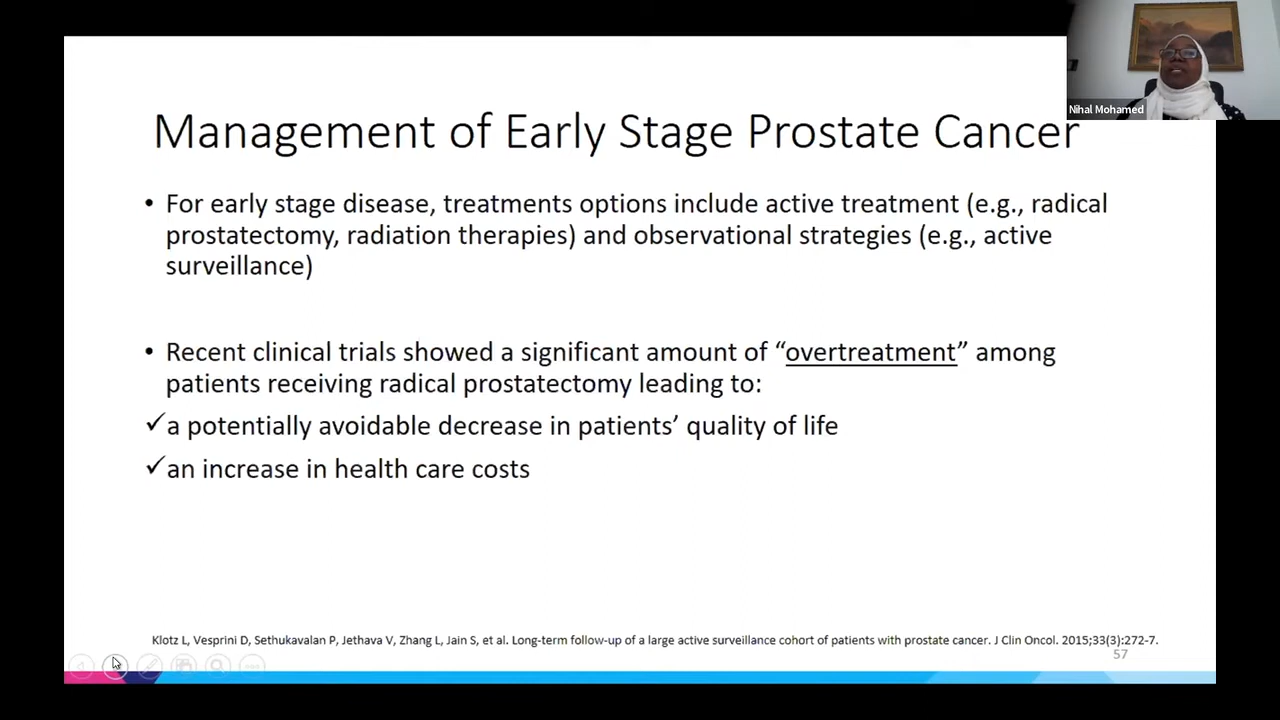 Nihal Mohamed
Management of Early Stage Prostate Cancer
• For early stage disease, treatments options include active treatment (e.g., radical
prostatectomy, radiation therapies) and observational strategies (e.g., active
surveillance)
• Recent clinical trials showed a significant amount of “overtreatment” among
patients receiving radical prostatectomy leading to:
✓a potentially avoidable decrease in patients’ quality of life
✓an increase in health care costs
Klotz L, Vesprini D, Sethukavalan P, Jethava V, Zhang L, Jain S, et al. Long-term follow-up of a large active surveillance cohort of patients with prostate cancer. J Clin Oncol. 2015;33(3):272-7.
57